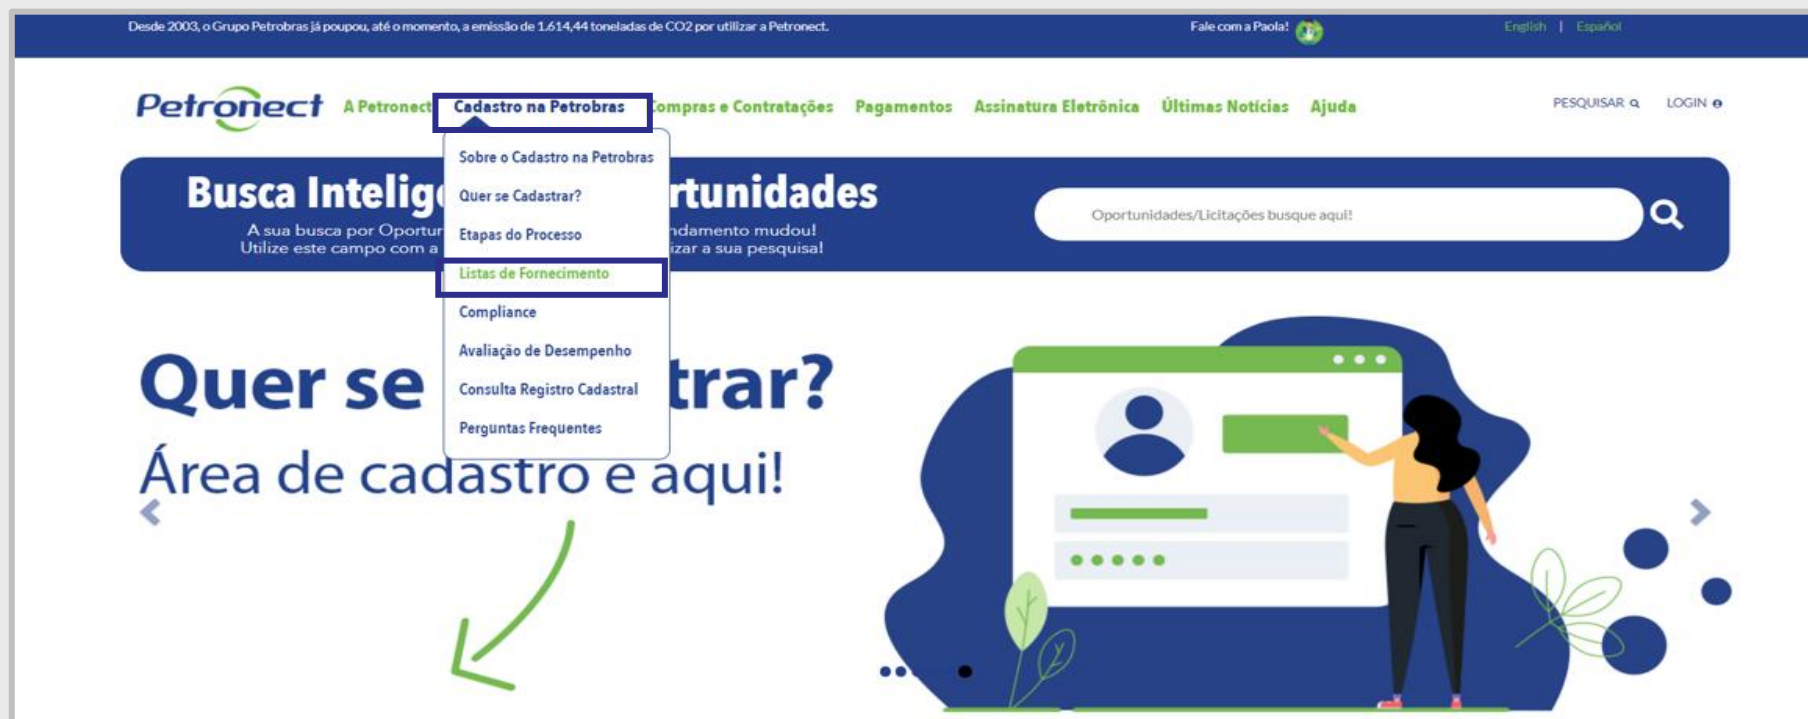 Desde 2003, o Grupo Petrobras já poupou, até o momento, a emissão de 1.614,44 toneladas de CO2 por utilizar a Petronect.
Fale com a Paola!
English | Español
Petronect
A Petronect
Cadastro na Petrobras
ompras e Contratações
Pagamentos
Assinatura Eletrônica
Últimas Notícias
Ajuda
PESQUISAR
LOGIN
Sobre o Cadastro na Petrobras
Quer se Cadastrar?
Etapas do Processo
Listas de Fornecimento
Compliance
Avaliação de Desempenho
Consulta Registro Cadastral
Perguntas Frequentes
Busca Intelig rtunidades
A sua busca por Oportur ndamento mudou!
Utilize este campo com a izar a sua pesquisa!
Oportunidades/Licitações busque aqui!
Quer se trar?
Área de cadastro e aqui!